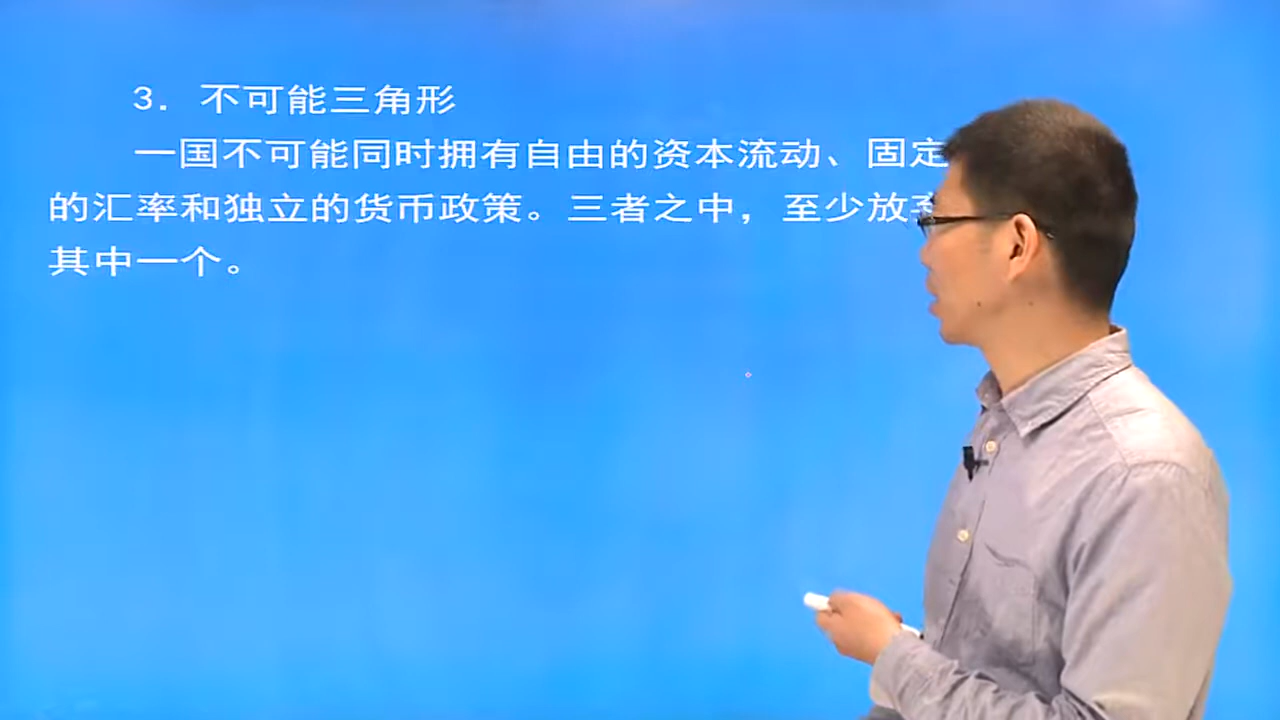 3. 不可能三角形
一国不可能同时拥有自由的资本流动、固定
的汇率和独立的货币政策。三者之中，至少放
其中一个。